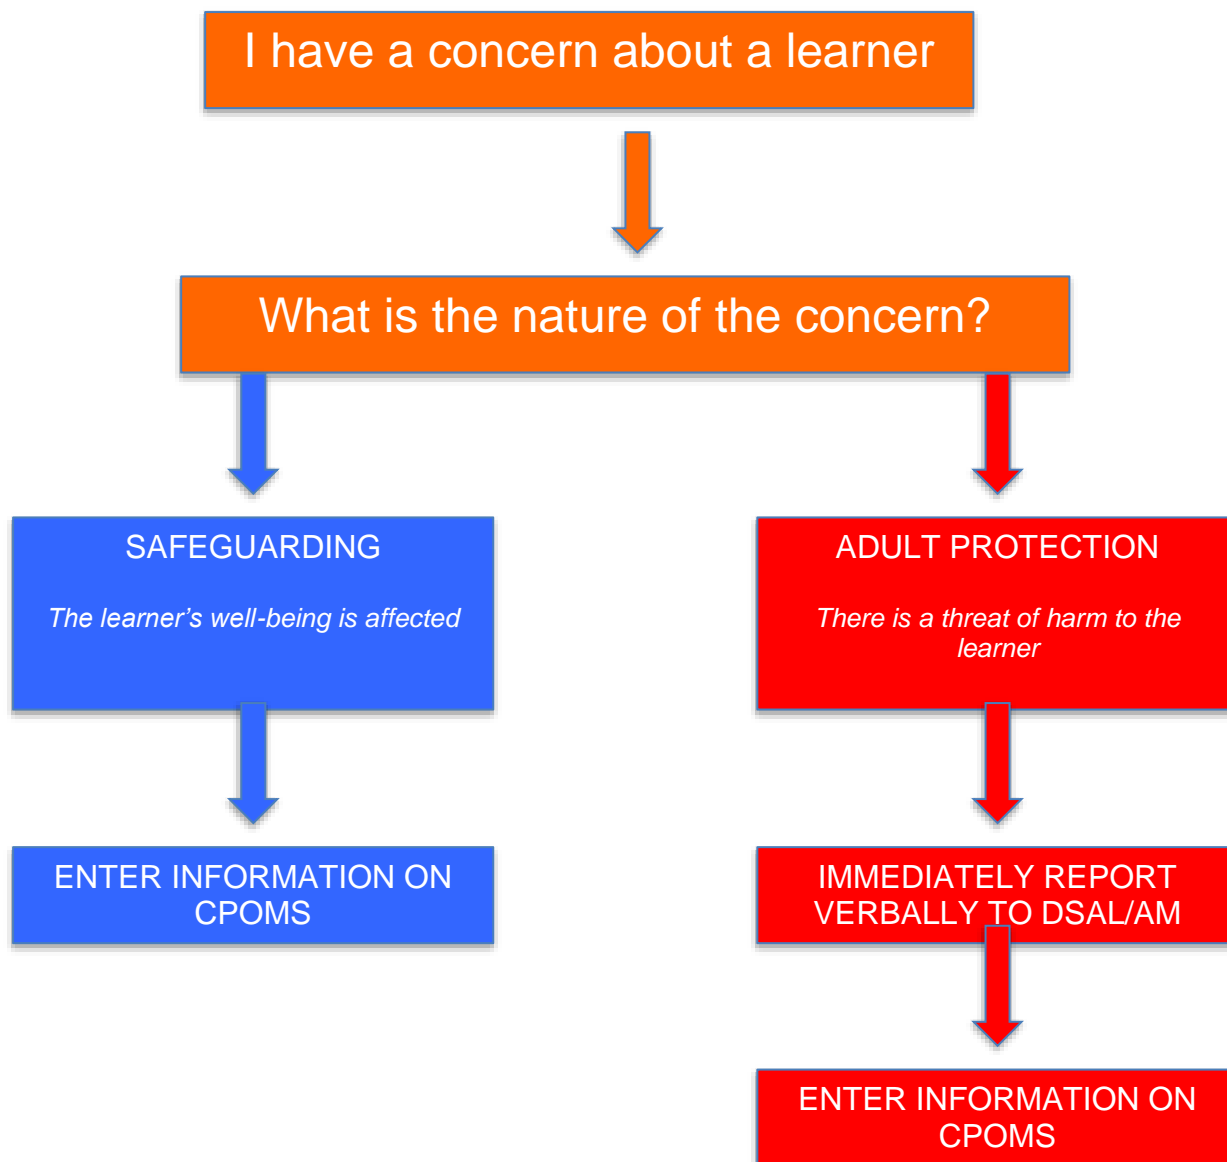 I have a concern about a learner
What is the nature of the concern?
SAFEGUARDING
The learner’s well-being is affected
ADULT PROTECTION
There is a threat of harm to the
learner
ENTER INFORMATION ON
CPOMS
IMMEDIATELY REPORT
VERBALLY TO DSAL/AM
ENTER INFORMATION ON
CPOMS